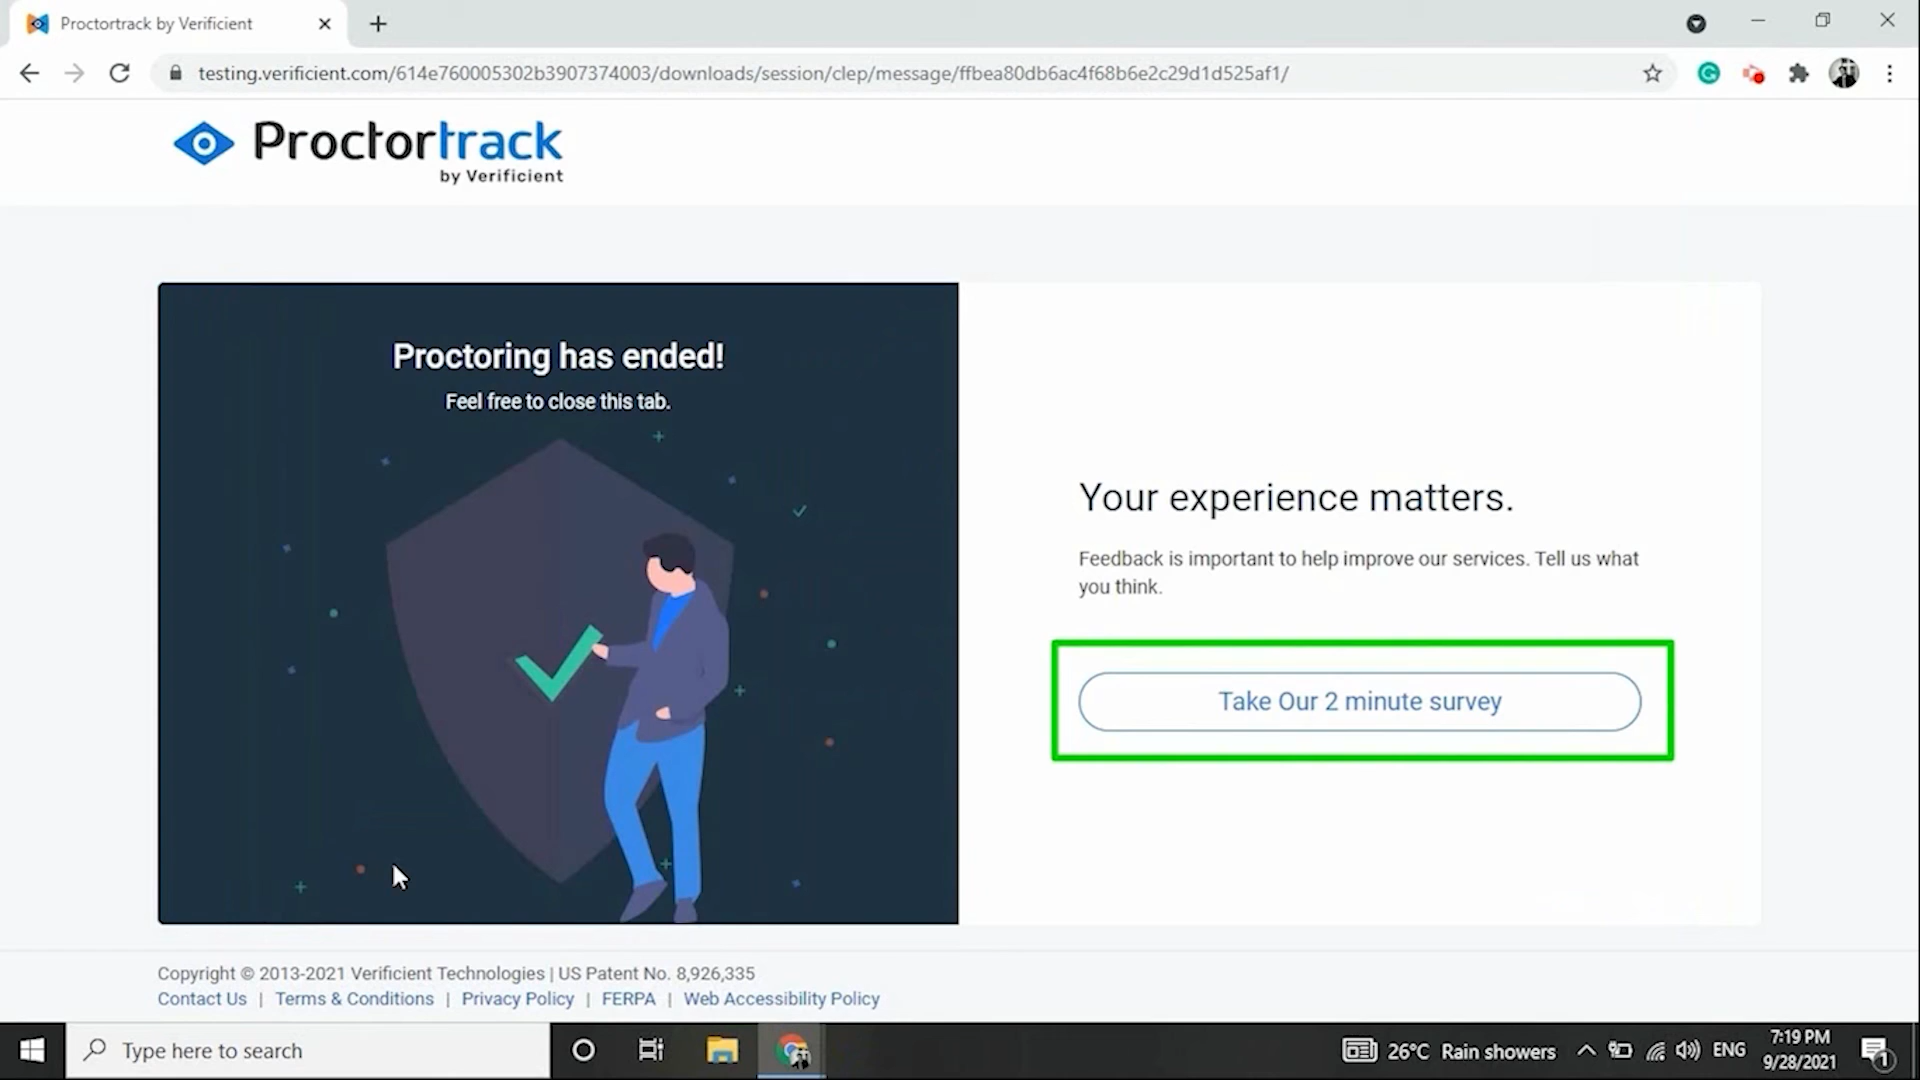 Proctortrack by Verificient
testing.verificient.com/614e760005302b3907374003/downloads/session/clep/message/ffbea80db6ac4f68b6e2c29d1d525af1/
Proctortrack
by Verificient
Proctoring has ended!
Feel free to close this tab.
Your experience matters.
Feedback is important to help improve our services. Tell us what
you think.
Take Our 2 minute survey
Copyright © 2013-2021 Verificient Technologies | US Patent No. 8,926,335
Contact Us | Terms & Conditions | Privacy Policy | FERPA | Web Accessibility Policy
Type here to search
26°C Rain showers
ENG
7:19 PM
9/28/2021
1